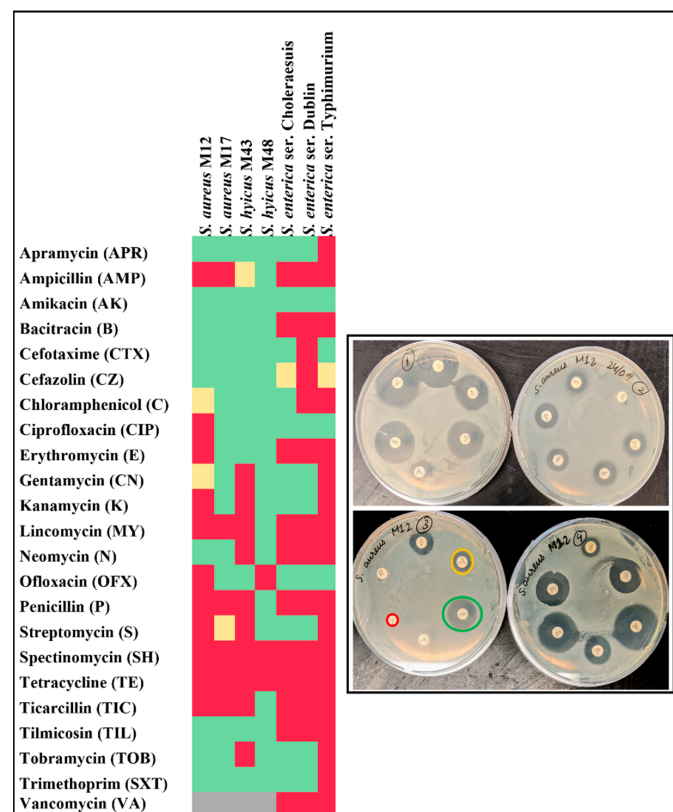 S. aureus M12
S. aureus M17
S. hyicus M43
S. hyicus M48
S. enterica ser. Choleraesuis
S. enterica ser. Dublin
S. enterica ser. Typhimurium
Apramycin (APR)
Ampicillin (AMP)
Amikacin (AK)
Bacitracin (B)
Cefotaxime (CTX)
Cefazolin (CZ)
Chloramphenicol (C)
Ciprofloxacin (CIP)
Erythromycin (E)
Gentamycin (CN)
Kanamycin (K)
Lincomycin (MY)
Neomycin (N)
Ofloxacin (OFX)
Penicillin (P)
Streptomycin (S)
Spectinomycin (SH)
Tetracycline (TE)
Ticarcillin (TIC)
Tilmicosin (TIL)
Tobramycin (TOB)
Trimethoprim (SXT)
Vancomycin (VA)
1
S. aureus M12 2
S. aureus M12 3
S. aureus M12 4